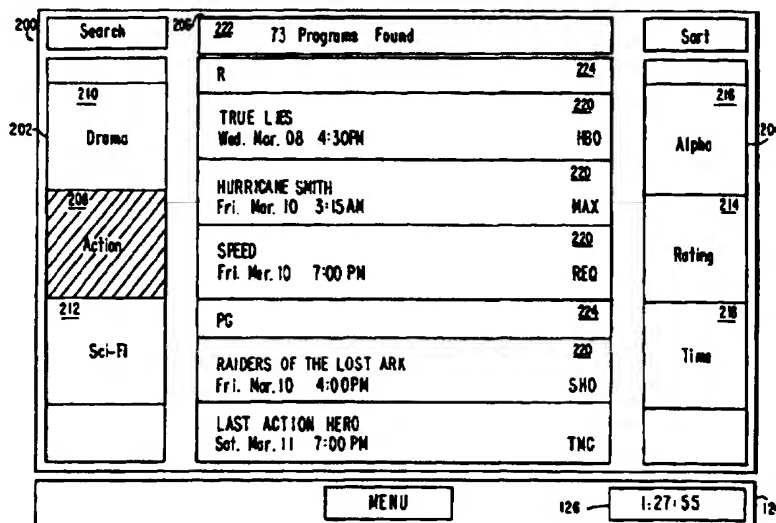 200 Search 206 222 73 Programs Found Sort
R 224
210
216
202 Drama
TRUE LIES 220
Wed. Mar. 08 4:30PM HBO
Alpha
208
Action
HURRICANE SMITH 220
Fri. Mar. 10 3:15AM MAX
214
Rating
SPEED 220
Fri. Mar. 10 7:00 PM REQ
212
Sci-Fi
PG 224
218
Time
RAIDERS OF THE LOST ARK 220
Fri. Mar. 10 4:00PM SHO
LAST ACTION HERO
Sat. Mar. 11 7:00 PM TMC
MENU 126 1:27:55